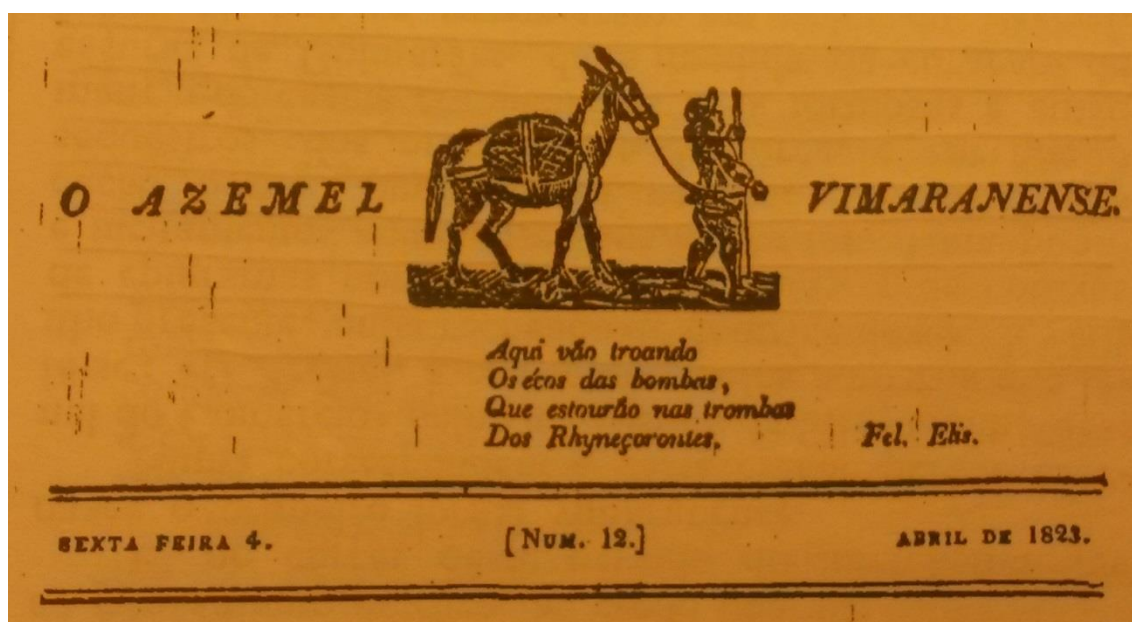 O AZEMEL VIMARANENSE.
Aqui vão troando
Os écos das bombas,
Que estourão nas trombas
Dos Rhyneçorontes, Fel. Elis.
SEXTA FEIRA 4. [NUM. 12.] ABRIL DE 1823.